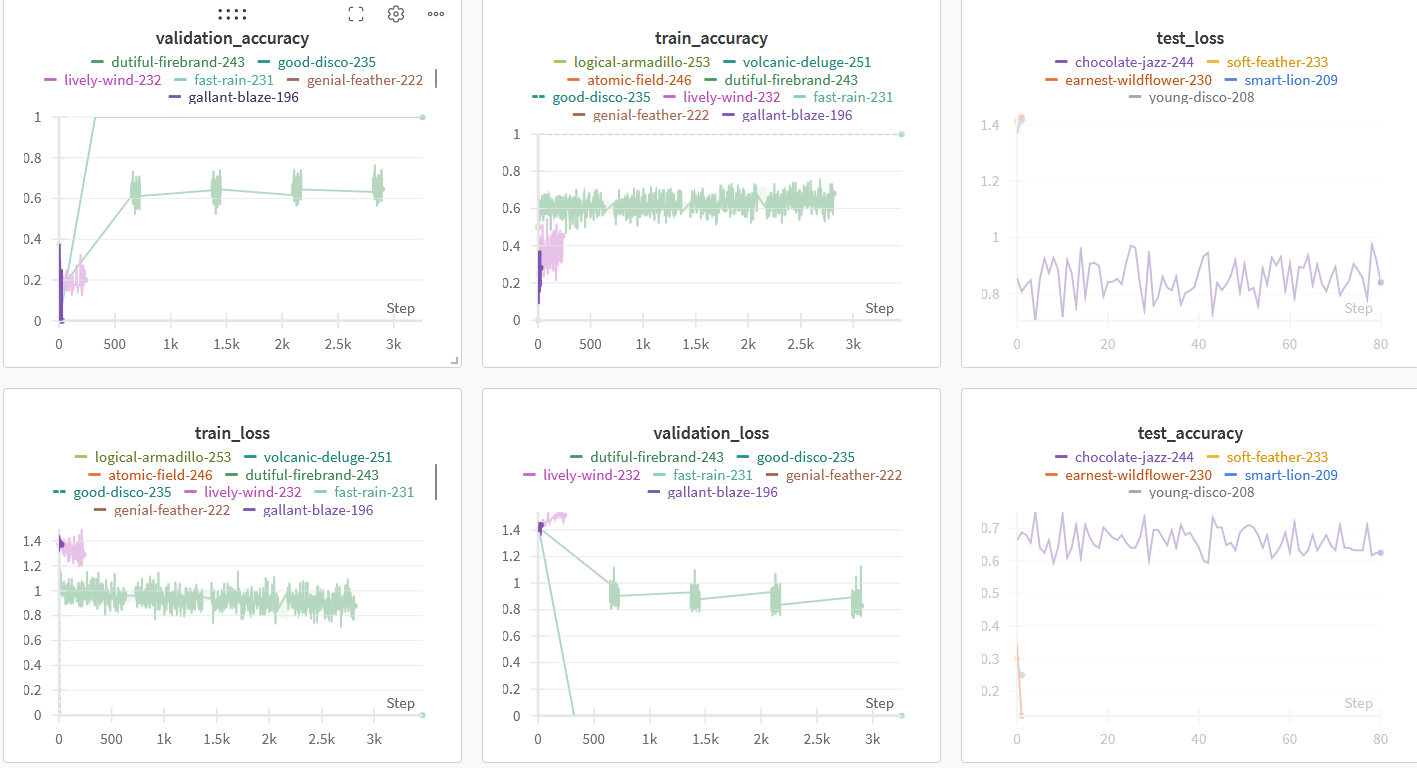 validation_accuracy
dutiful-firebrand-243 good-disco-235
lively-wind-232 fast-rain-231 genial-feather-222
gallant-blaze-196
1
0.8
0.6
0.4
0.2
0
Step
0 500 1k 1.5k 2k 2.5k 3k
train_accuracy
logical-armadillo-253 volcanic-deluge-251
atomic-field-246 dutiful-firebrand-243
good-disco-235 lively-wind-232 fast-rain-231
genial-feather-222 gallant-blaze-196
1
0.8
0.6
0.4
0.2
0
Step
0 500 1k 1.5k 2k 2.5k 3k
test_loss
chocolate-jazz-244 soft-feather-233
earnest-wildflower-230 smart-lion-209
young-disco-208
1.4
1.2
1
0.8
Step
0 20 40 60 80
train_loss
logical-armadillo-253 volcanic-deluge-251
atomic-field-246 dutiful-firebrand-243
good-disco-235 lively-wind-232 fast-rain-231
genial-feather-222 gallant-blaze-196
1.4
1.2
1
0.8
0.6
0.4
0.2
0
Step
0 500 1k 1.5k 2k 2.5k 3k
validation_loss
dutiful-firebrand-243 good-disco-235
lively-wind-232 fast-rain-231 genial-feather-222
gallant-blaze-196
1.4
1.2
1
0.8
0.6
0.4
0.2
0
Step
0 500 1k 1.5k 2k 2.5k 3k
test_accuracy
chocolate-jazz-244 soft-feather-233
earnest-wildflower-230 smart-lion-209
young-disco-208
0.7
0.6
0.5
0.4
0.3
0.2
Step
0 20 40 60 80